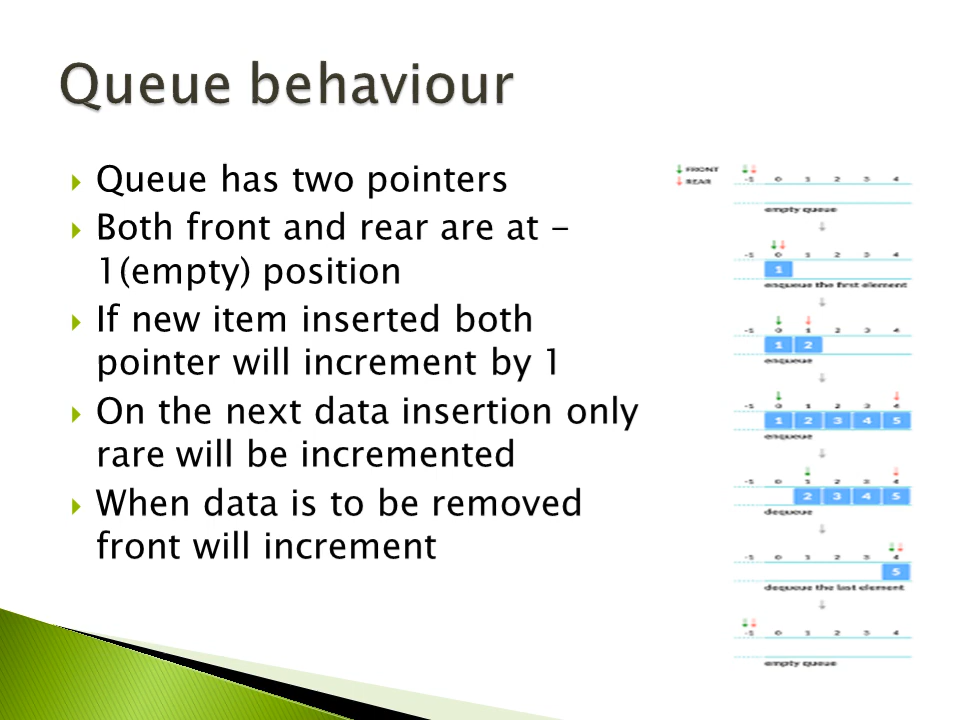 Queue behaviour
Queue has two pointers
Both front and rear are at -
1(empty) position
If new item inserted both
pointer will increment by 1
On the next data insertion only
rare will be incremented
When data is to be removed
front will increment
FRONT
REAR
-1 0 1 2 3 4
empty queue
-1 0 1 2 3 4
1
enqueue the first element
-1 0 1 2 3 4
1 2
enqueue
-1 0 1 2 3 4
1 2 3 4 5
enqueue
-1 0 1 2 3 4
2 3 4 5
dequeue
-1 0 1 2 3 4
5
dequeue the last element
-1 0 1 2 3 4
empty queue